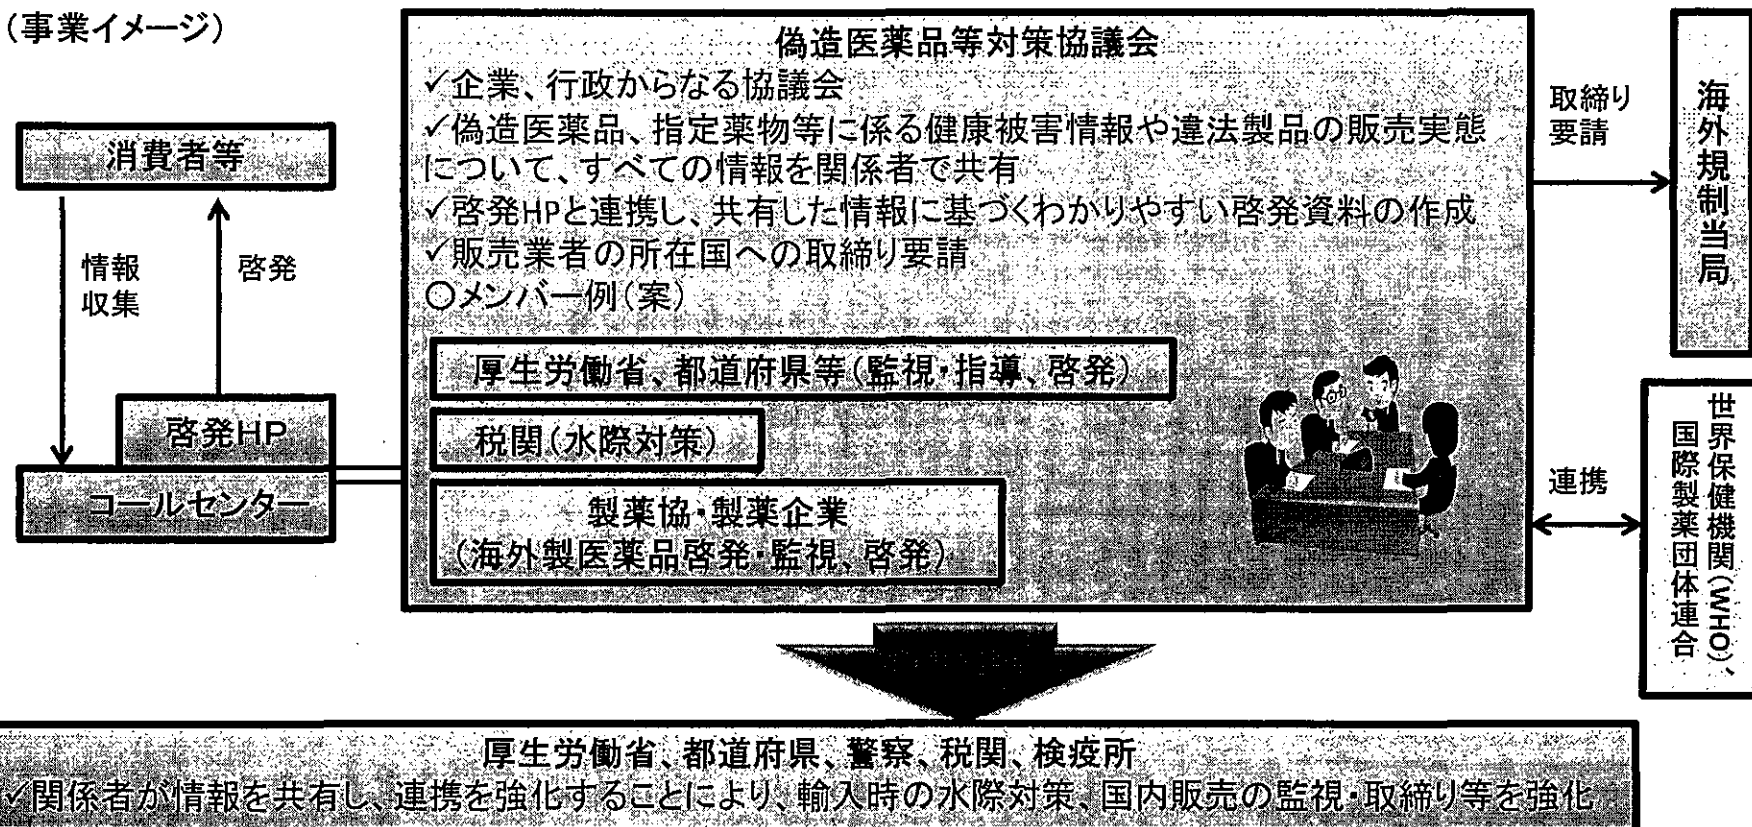 （事業イメージ）
消費者等
情報
収集
啓発
啓発HP
コールセンター
偽造医薬品等対策協議会
✓企業、行政からなる協議会
✓偽造医薬品、指定薬物等に係る健康被害情報や違法製品の販売実態
について、すべての情報を関係者で共有
✓啓発HPと連携し、共有した情報に基づくわかりやすい啓発資料の作成
✓販売業者の所在国への取締り要請
○メンバー例（案）
厚生労働省、都道府県等（監視・指導、啓発）
税関（水際対策）
製薬協・製薬企業
（海外製医薬品啓発・監視、啓発）
取締り
要請
海外規制当局
連携
世界保健機関（WHO）、
国際製薬団体連合
厚生労働省、都道府県、警察、税関、検疫所
✓関係者が情報を共有し、連携を強化することにより、輸入時の水際対策、国内販売の監視・取締り等を強化